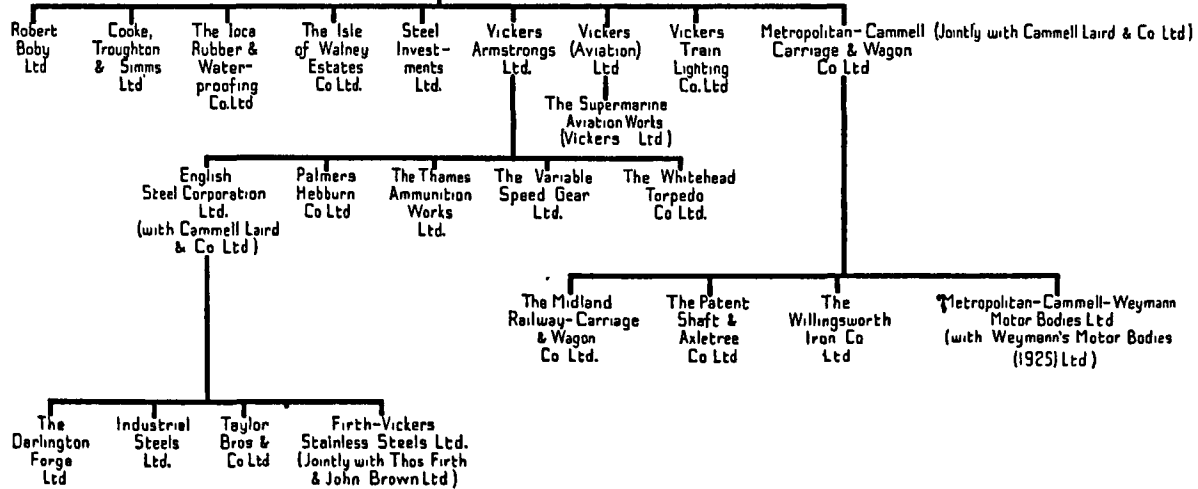 Robert
Boby
Ltd
Cooke,
Troughton
& Simms
Ltd
The Ioca
Rubber &
Water-
proofing
Co.Ltd
The Isle
of Walney
Estates
Co Ltd.
Steel
Invest-
ments
Ltd.
Vickers
Armstrongs
Ltd.
Vickers
(Aviation)
Ltd
Vickers
Train
Lighting
Co.Ltd
Metropolitan-Cammell (Jointly with Cammell Laird & Co Ltd)
Carriage & Wagon
Co Ltd
The Supermarine
Aviation Works
(Vickers Ltd)
English
Steel Corporation
Ltd.
(with Cammell Laird
& Co Ltd)
Palmers
Hebburn
Co Ltd
The Thames
Ammunition
Works
Ltd.
The Variable
Speed Gear
Ltd.
The Whitehead
Torpedo
Co Ltd.
The Midland
Railway-Carriage
& Wagon
Co Ltd.
The Patent
Shaft &
Axletree
Co Ltd
The
Willingsworth
Iron Co
Ltd
Metropolitan-Cammell-Weymann
Motor Bodies Ltd
(with Weymann's Motor Bodies
(1925) Ltd)
The
Darlington
Forge
Ltd
Industrial
Steels
Ltd.
Taylor
Bros &
Co Ltd
Firth-Vickers
Stainless Steels Ltd.
(Jointly with Thos Firth
& John Brown Ltd)